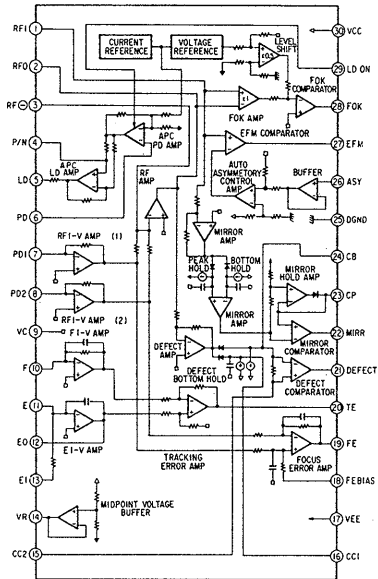 RFI 1
RFO 2
RF− 3
P/N 4
LD 5
PD 6
PD1 7
PD2 8
VC 9
F 10
E 11
EO 12
EI 13
VR 14
CC2 15
30 VCC
29 LD ON
28 FOK
27 EFM
26 ASY
25 DGND
24 CB
23 CP
22 MIRR
21 DEFECT
20 TE
19 FE
18 FEBIAS
17 VEE
16 CC1
CURRENT
REFERENCE
VOLTAGE
REFERENCE
LEVEL
SHIFT
×0.5
FOK COMPARATOR
×1
FOK AMP
EFM COMPARATOR
APC
PD AMP
APC
LD AMP
RF
AMP
AUTO
ASYMMETORY
CONTROL
AMP
BUFFER
RF I-V AMP (1)
RF I-V AMP (2)
F I-V AMP
E I-V AMP
MIRROR AMP
PEAK
HOLD
BOTTOM
HOLD
MIRROR AMP
MIRROR HOLD
AMP
MIRROR
COMPARATOR
DEFECT
AMP
DEFECT
BOTTOM HOLD
DEFECT
COMPARATOR
TRACKING
ERROR AMP
FOCUS
ERROR AMP
MIDPOINT VOLTAGE
BUFFER